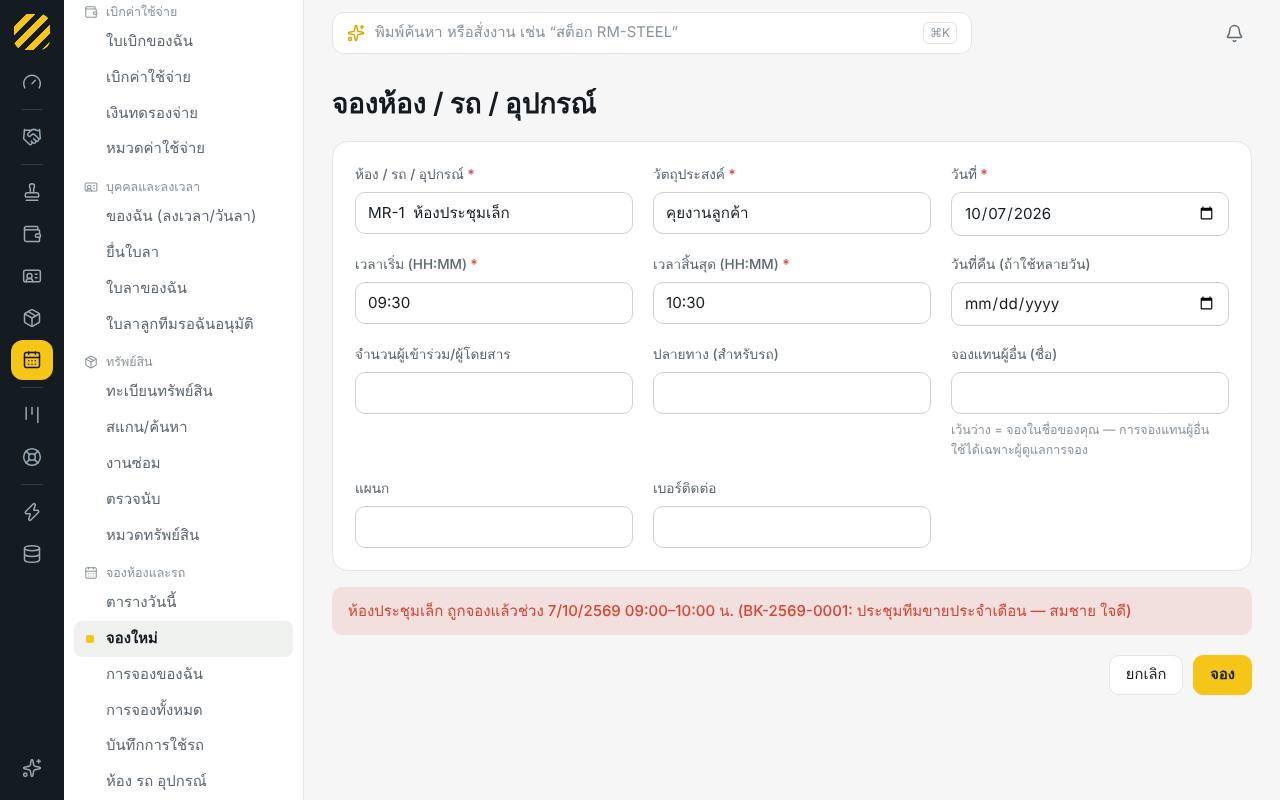 เบิกค่าใช้จ่าย
ใบเบิกของฉัน
เบิกค่าใช้จ่าย
เงินทดรองจ่าย
หมวดค่าใช้จ่าย
บุคคลและลงเวลา
ของฉัน (ลงเวลา/วันลา)
ยื่นใบลา
ใบลาของฉัน
ใบลาลูกทีมรอฉันอนุมัติ
ทรัพย์สิน
ทะเบียนทรัพย์สิน
สแกน/ค้นหา
งานซ่อม
ตรวจนับ
หมวดทรัพย์สิน
จองห้องและรถ
ตารางวันนี้
จองใหม่
การจองของฉัน
การจองทั้งหมด
บันทึกการใช้รถ
ห้อง รถ อุปกรณ์
พิมพ์ค้นหา หรือสั่งงาน เช่น “สต็อก RM-STEEL” ⌘K
จองห้อง / รถ / อุปกรณ์
ห้อง / รถ / อุปกรณ์ * วัตถุประสงค์ * วันที่ *
MR-1 ห้องประชุมเล็ก คุยงานลูกค้า 10/07/2026
เวลาเริ่ม (HH:MM) * เวลาสิ้นสุด (HH:MM) * วันที่คืน (ถ้าใช้หลายวัน)
09:30 10:30 mm/dd/yyyy
จำนวนผู้เข้าร่วม/ผู้โดยสาร ปลายทาง (สำหรับรถ) จองแทนผู้อื่น (ชื่อ)
เว้นว่าง = จองในชื่อของคุณ — การจองแทนผู้อื่น
ใช้ได้เฉพาะผู้ดูแลการจอง
แผนก เบอร์ติดต่อ
ห้องประชุมเล็ก ถูกจองแล้วช่วง 7/10/2569 09:00–10:00 น. (BK-2569-0001: ประชุมทีมขายประจำเดือน — สมชาย ใจดี)
ยกเลิก จอง